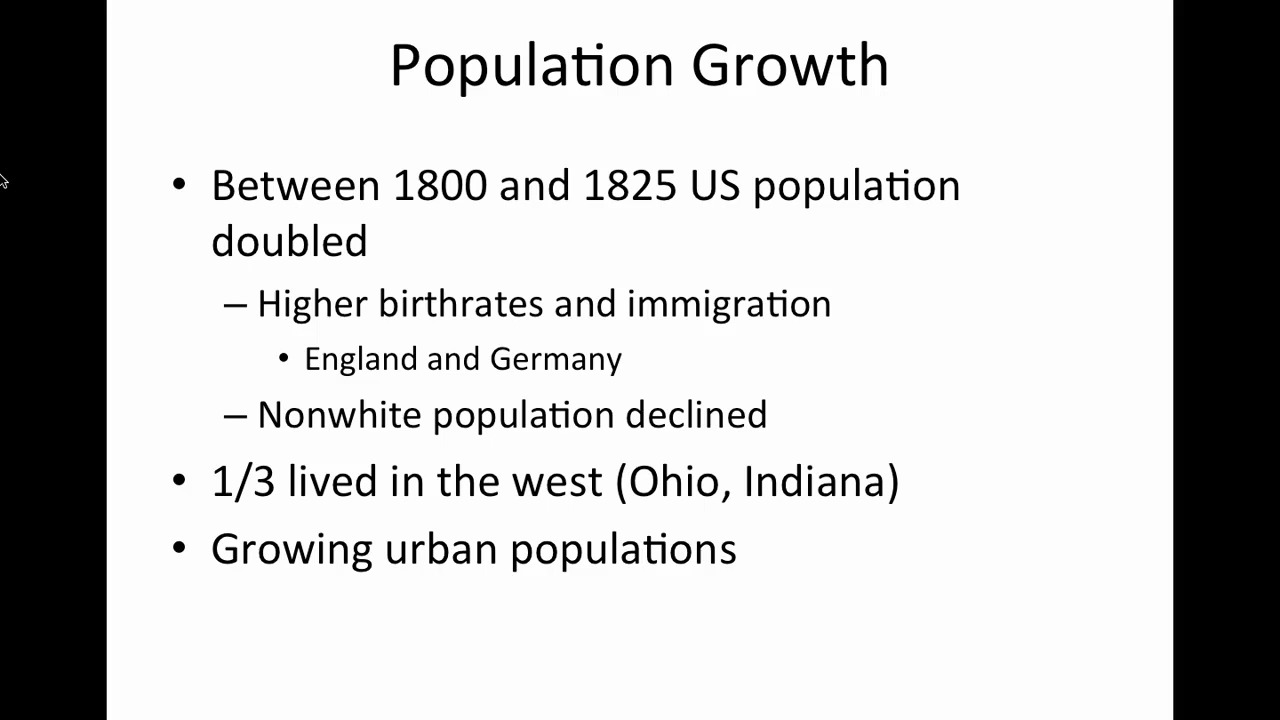 Population Growth
• Between 1800 and 1825 US population
doubled
– Higher birthrates and immigration
• England and Germany
– Nonwhite population declined
• 1/3 lived in the west (Ohio, Indiana)
• Growing urban populations